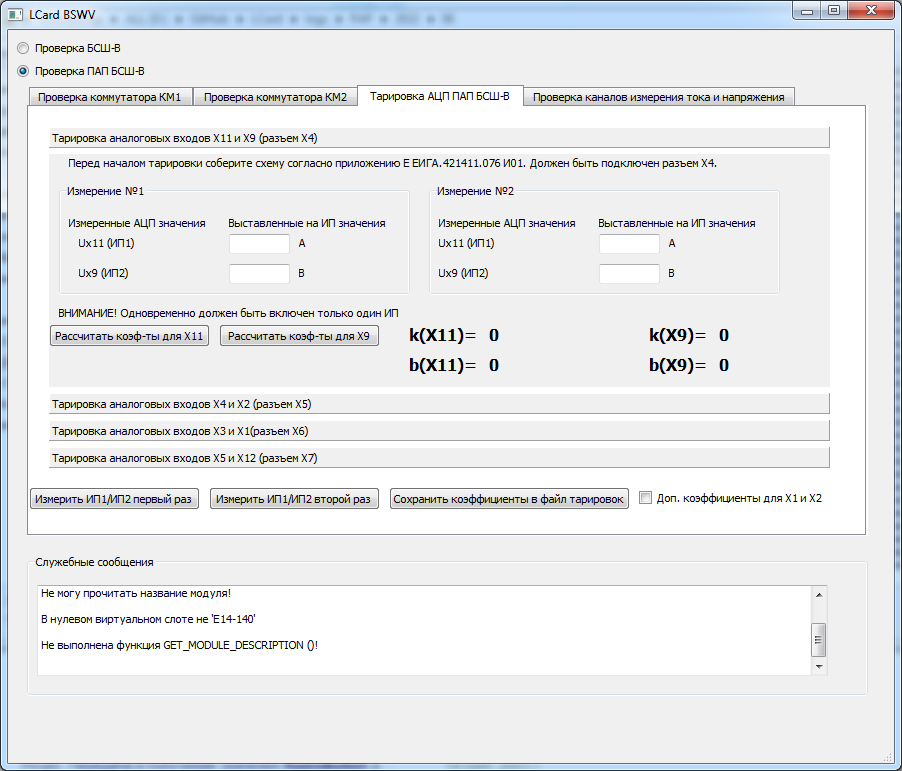 LCard BSWV
Проверка БСШ-В
Проверка ПАП БСШ-В
Проверка коммутатора КМ1 Проверка коммутатора КМ2 Тарировка АЦП ПАП БСШ-В Проверка каналов измерения тока и напряжения
Тарировка аналоговых входов X11 и X9 (разъем X4)
Перед началом тарировки соберите схему согласно приложению Е ЕИГА.421411.076 И01. Должен быть подключен разъем X4.
Измерение №1 Измерение №2
Измеренные АЦП значения Выставленные на ИП значения Измеренные АЦП значения Выставленные на ИП значения
Ux11 (ИП1) А Ux11 (ИП1) А
Ux9 (ИП2) В Ux9 (ИП2) В
ВНИМАНИЕ! Одновременно должен быть включен только один ИП
Рассчитать коэф-ты для X11 Рассчитать коэф-ты для X9 k(X11)= 0 k(X9)= 0
b(X11)= 0 b(X9)= 0
Тарировка аналоговых входов X4 и X2 (разъем X5)
Тарировка аналоговых входов X3 и X1(разъем X6)
Тарировка аналоговых входов X5 и X12 (разъем X7)
Измерить ИП1/ИП2 первый раз Измерить ИП1/ИП2 второй раз Сохранить коэффициенты в файл тарировок Доп. коэффициенты для X1 и X2
Служебные сообщения
Не могу прочитать название модуля!
В нулевом виртуальном слоте не 'E14-140'
Не выполнена функция GET_MODULE_DESCRIPTION ()!